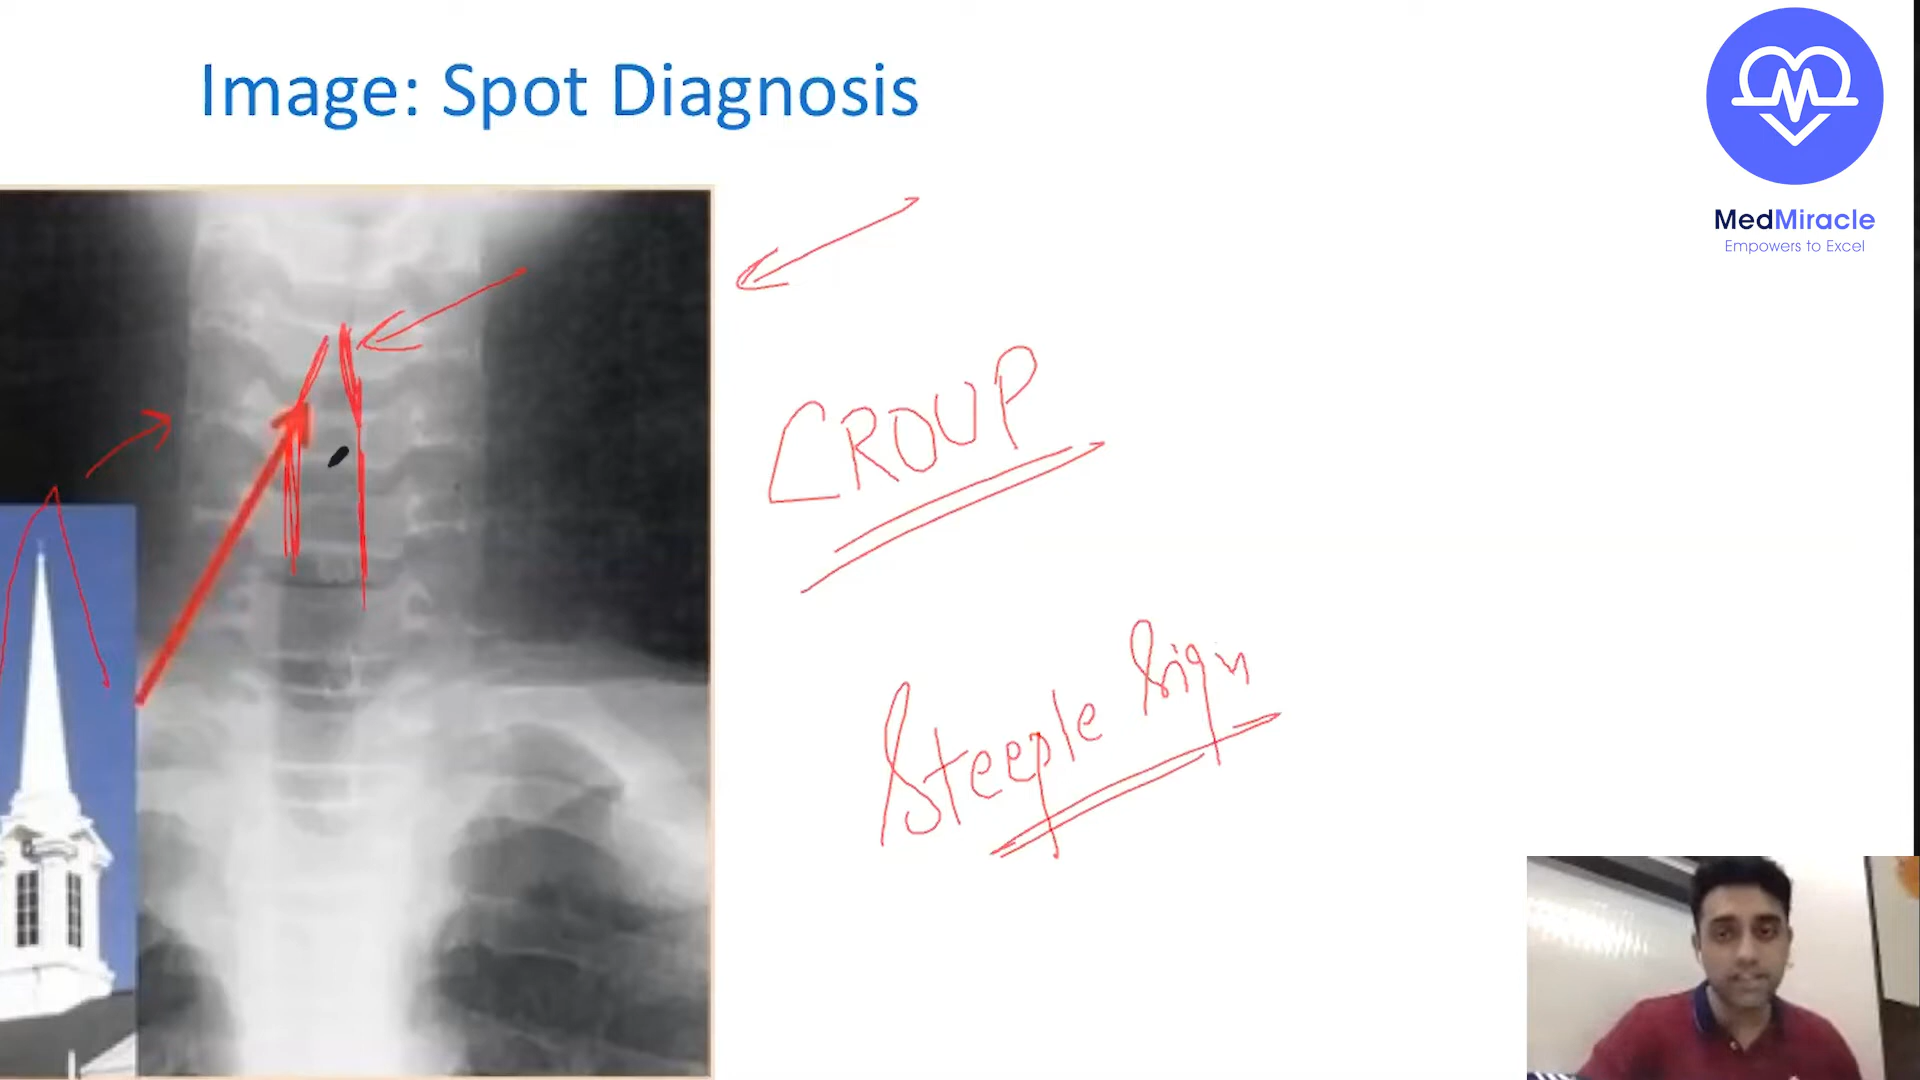 Image: Spot Diagnosis
MedMiracle
Empowers to Excel
CROUP
Steeple Sign